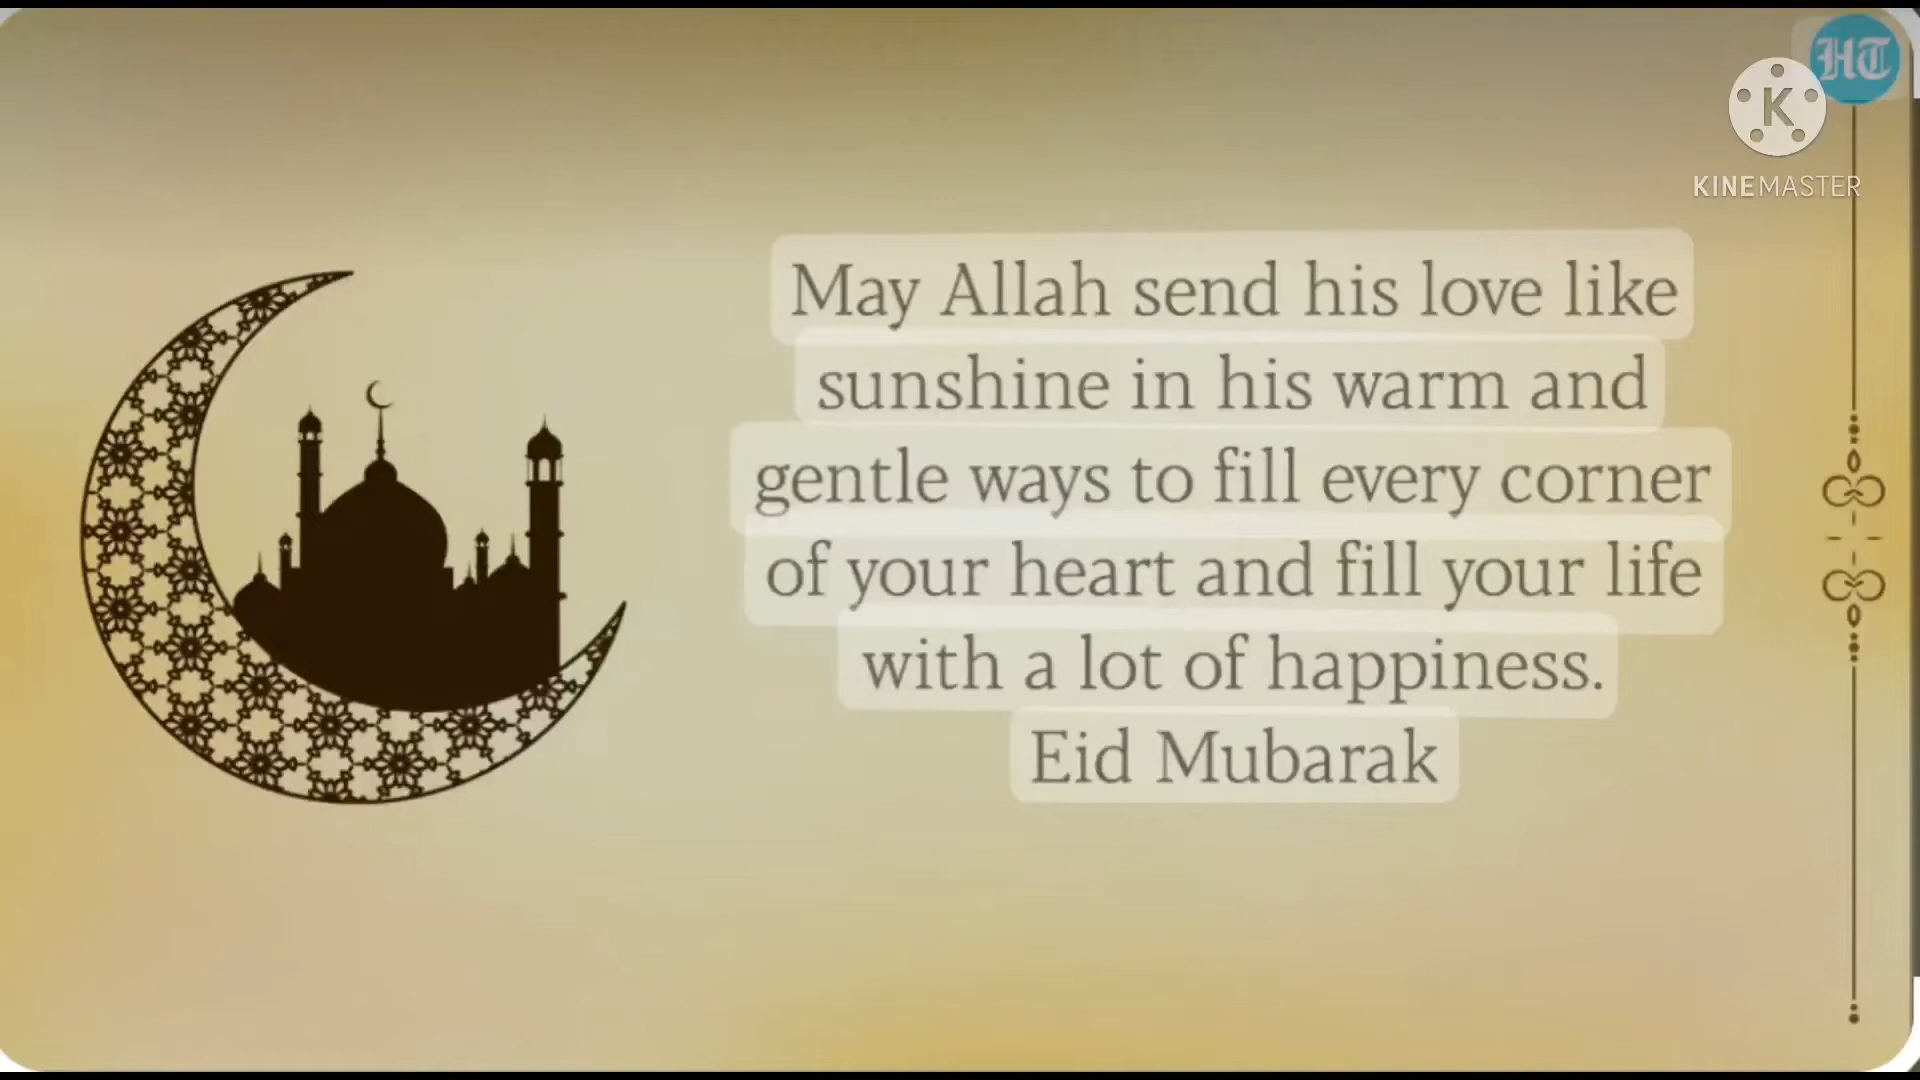 HT
K
KINEMASTER
May Allah send his love like
sunshine in his warm and
gentle ways to fill every corner
of your heart and fill your life
with a lot of happiness.
Eid Mubarak